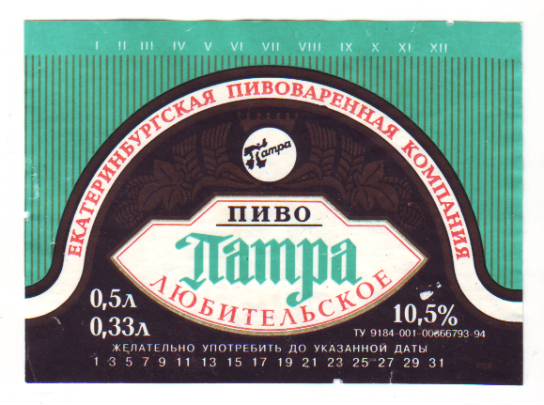 I II III IV V VI VII VIII IX X XI XII
ЕКАТЕРИНБУРГСКАЯ ПИВОВАРЕННАЯ КОМПАНИЯ
Патра
ПИВО
Патра
ЛЮБИТЕЛЬСКОЕ
0,5л
0,33л
10,5%
ТУ 9184-001-00366793-94
ЖЕЛАТЕЛЬНО УПОТРЕБИТЬ ДО УКАЗАННОЙ ДАТЫ
1 3 5 7 9 11 13 15 17 19 21 23 25 27 29 31